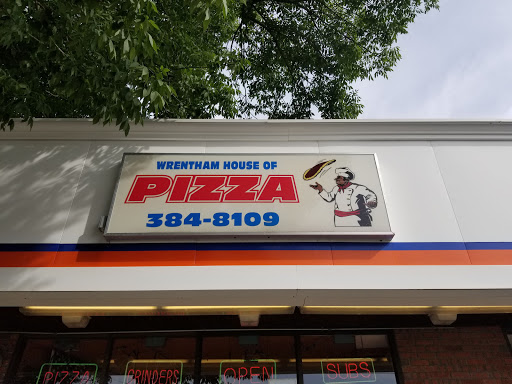 WRENTHAM HOUSE OF
PIZZA
384-8109
PIZZA GRINDERS OPEN SUBS